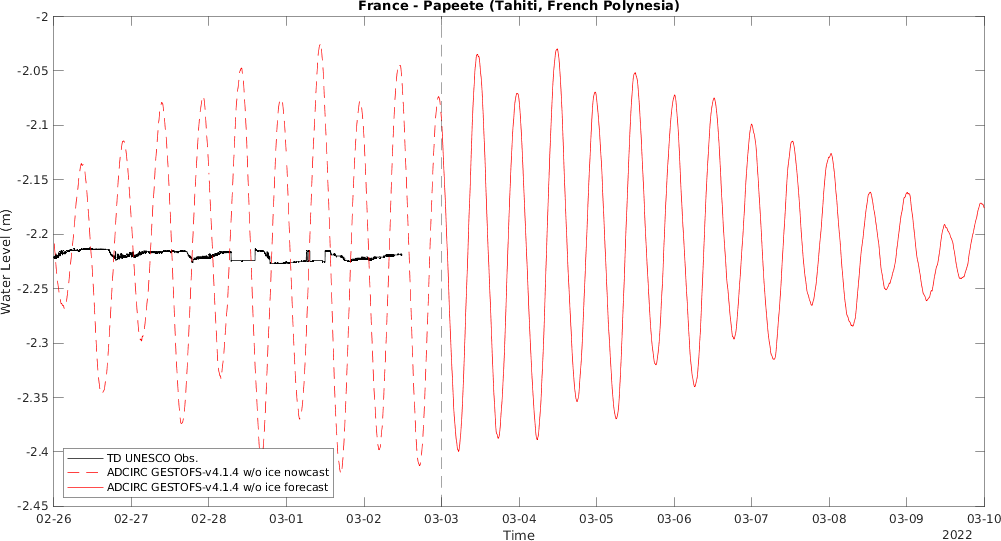 France - Papeete (Tahiti, French Polynesia)
-2
-2.05
-2.1
-2.15
-2.2
-2.25
-2.3
-2.35
-2.4
-2.45
Water Level (m)
TD UNESCO Obs.
ADCIRC GESTOFS-v4.1.4 w/o ice nowcast
ADCIRC GESTOFS-v4.1.4 w/o ice forecast
02-26 02-27 02-28 03-01 03-02 03-03 03-04 03-05 03-06 03-07 03-08 03-09 03-10
Time
2022